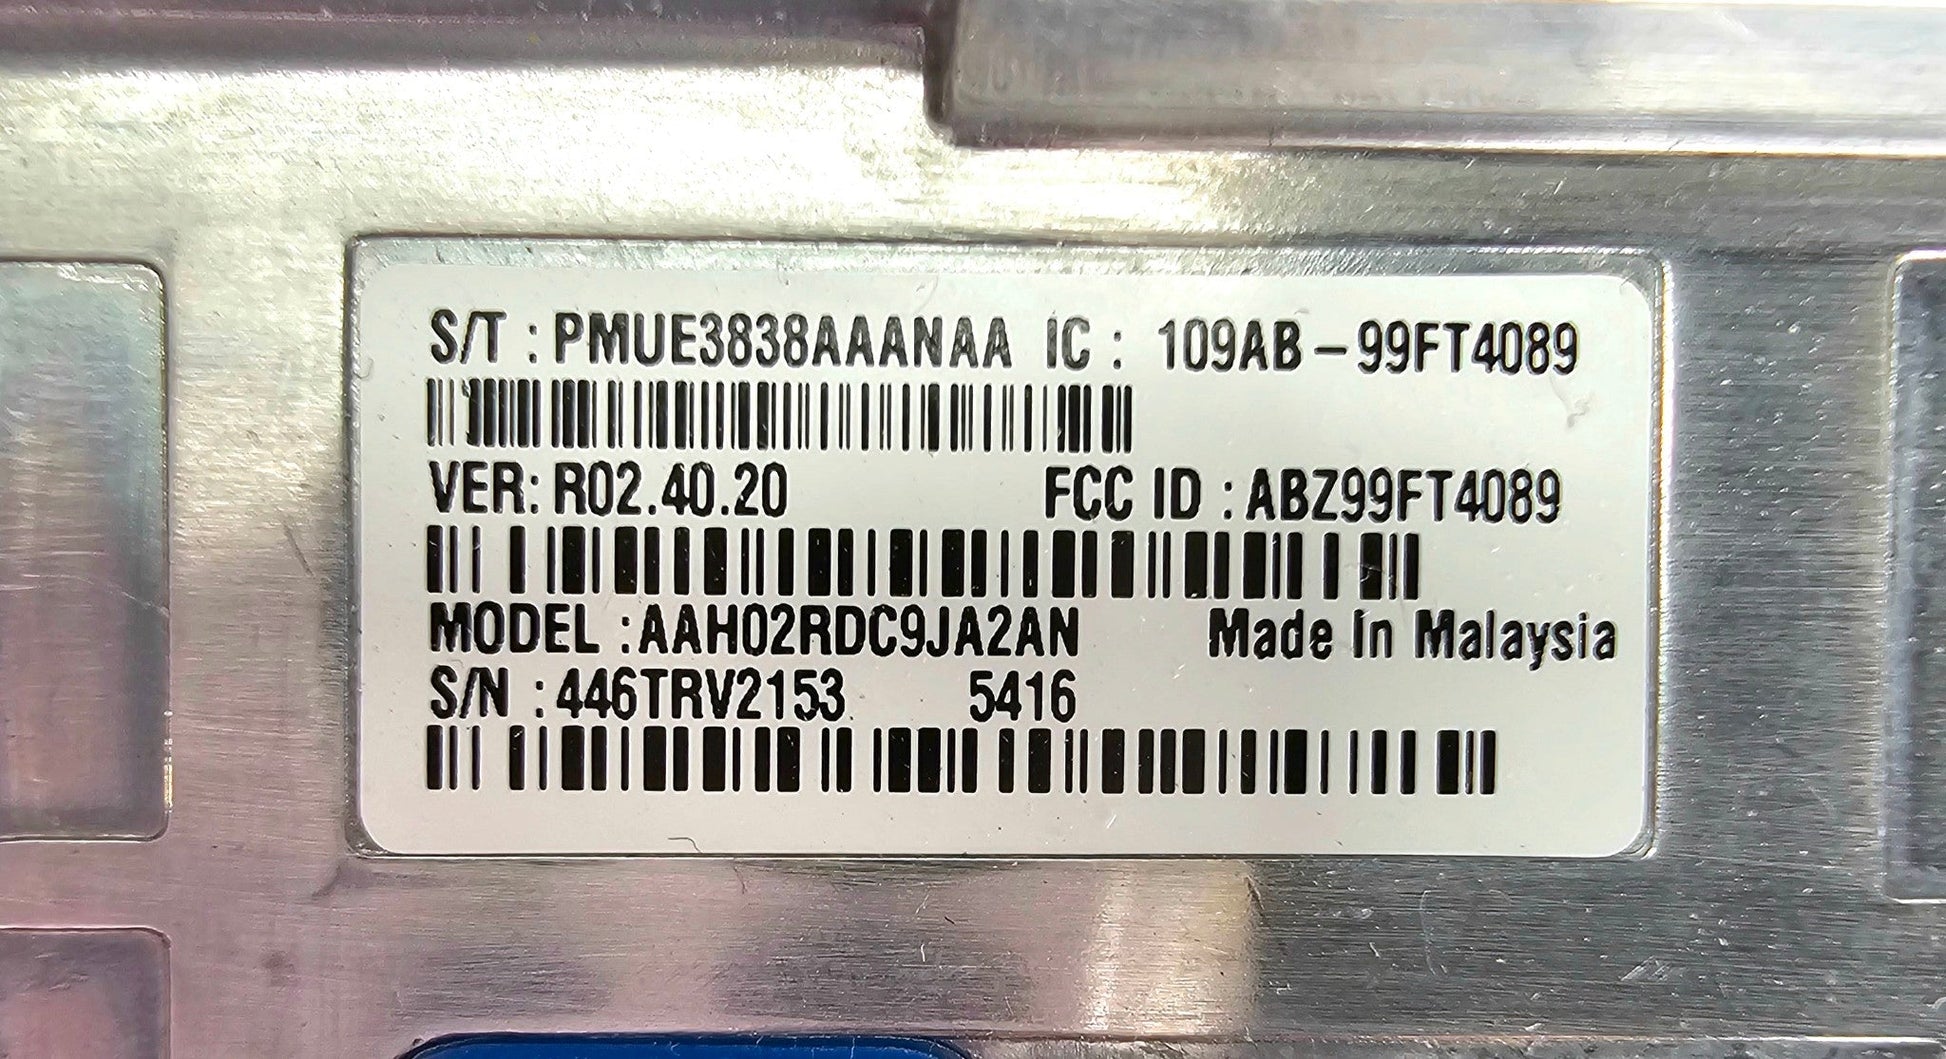 S/T : PMUE3838AAANAA IC : 109AB-99FT4089
VER: R02.40.20 FCC ID : ABZ99FT4089
MODEL : AAH02RDC9JA2AN Made In Malaysia
S/N : 446TRV2153 5416